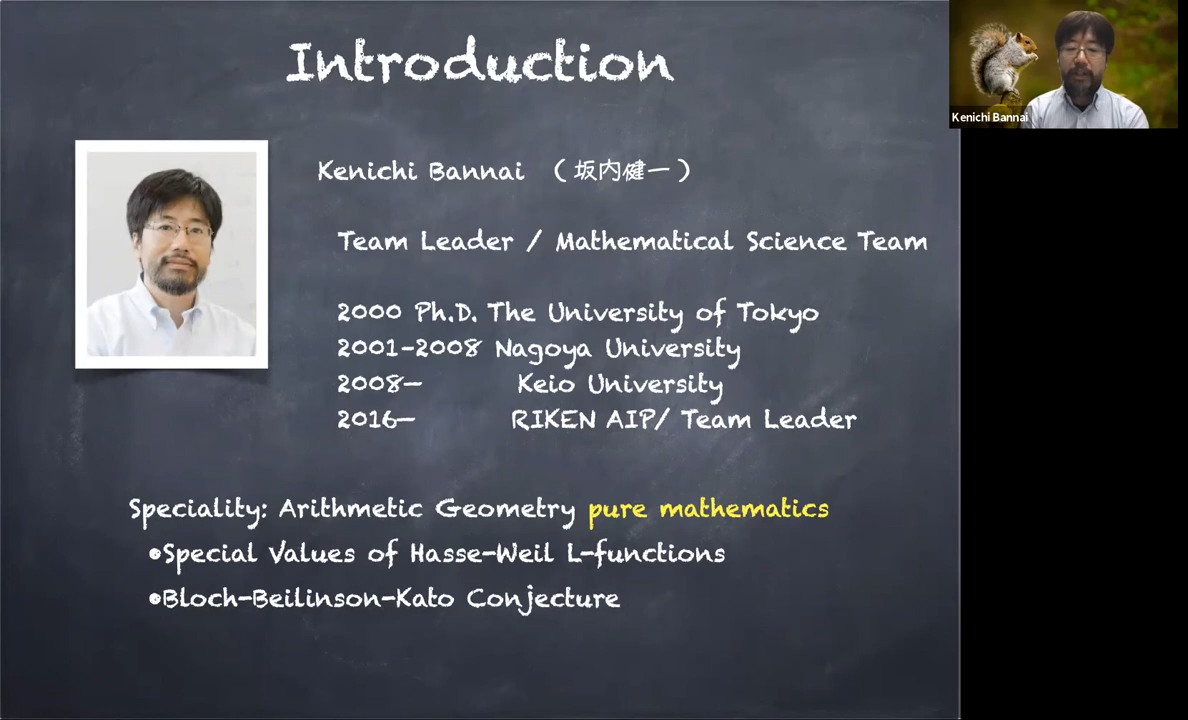 Introduction
Kenichi Bannai
Kenichi Bannai （坂内健一）
Team Leader / Mathematical Science Team
2000 Ph.D. The University of Tokyo
2001-2008 Nagoya University
2008— Keio University
2016— RIKEN AIP/ Team Leader
Speciality: Arithmetic Geometry pure mathematics
•Special Values of Hasse-Weil L-functions
•Bloch-Beilinson-Kato Conjecture